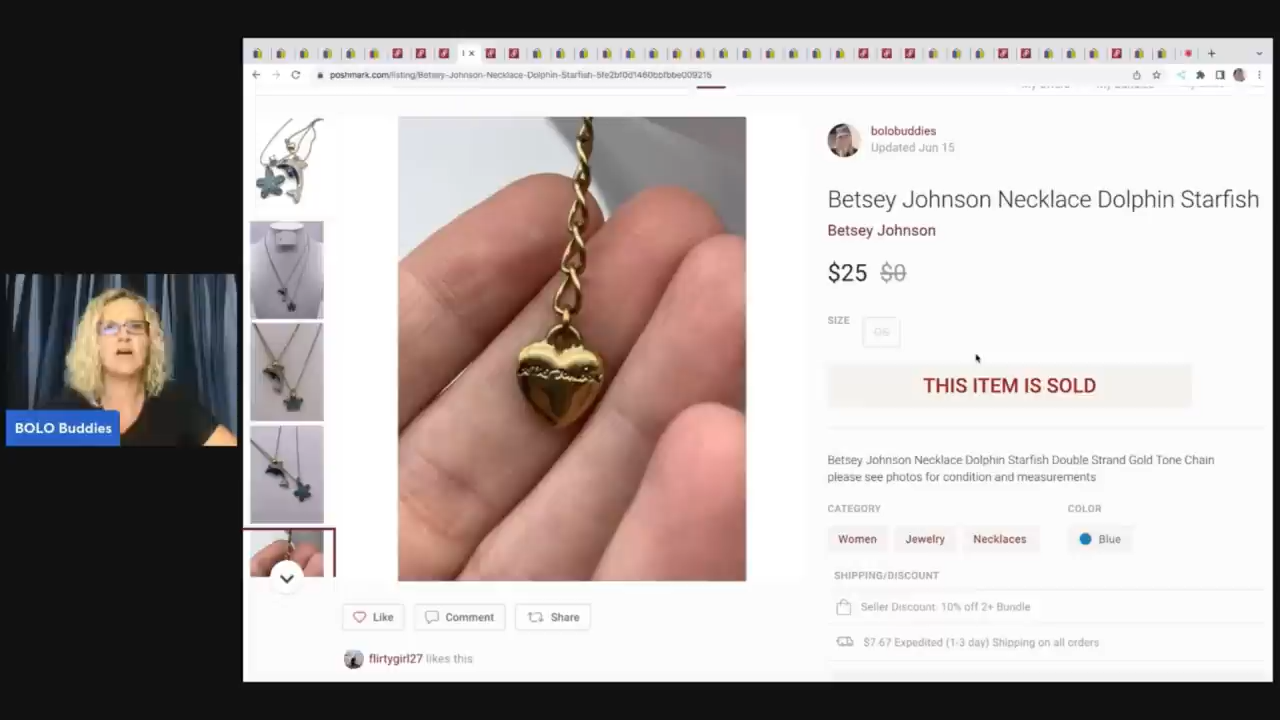 poshmark.com/listing/Betsey-Johnson-Necklace-Dolphin-Starfish-5fe2bf0d1460bbfbbe009215
bolobuddies
Updated Jun 15
Betsey Johnson Necklace Dolphin Starfish
Betsey Johnson
$25 $0
SIZE
OS
THIS ITEM IS SOLD
Betsey Johnson Necklace Dolphin Starfish Double Strand Gold Tone Chain
please see photos for condition and measurements
CATEGORY
COLOR
Women
Jewelry
Necklaces
Blue
SHIPPING/DISCOUNT
Seller Discount: 10% off 2+ Bundle
$7.67 Expedited (1-3 day) Shipping on all orders
Like
Comment
Share
flirtygirl27 likes this
BOLO Buddies